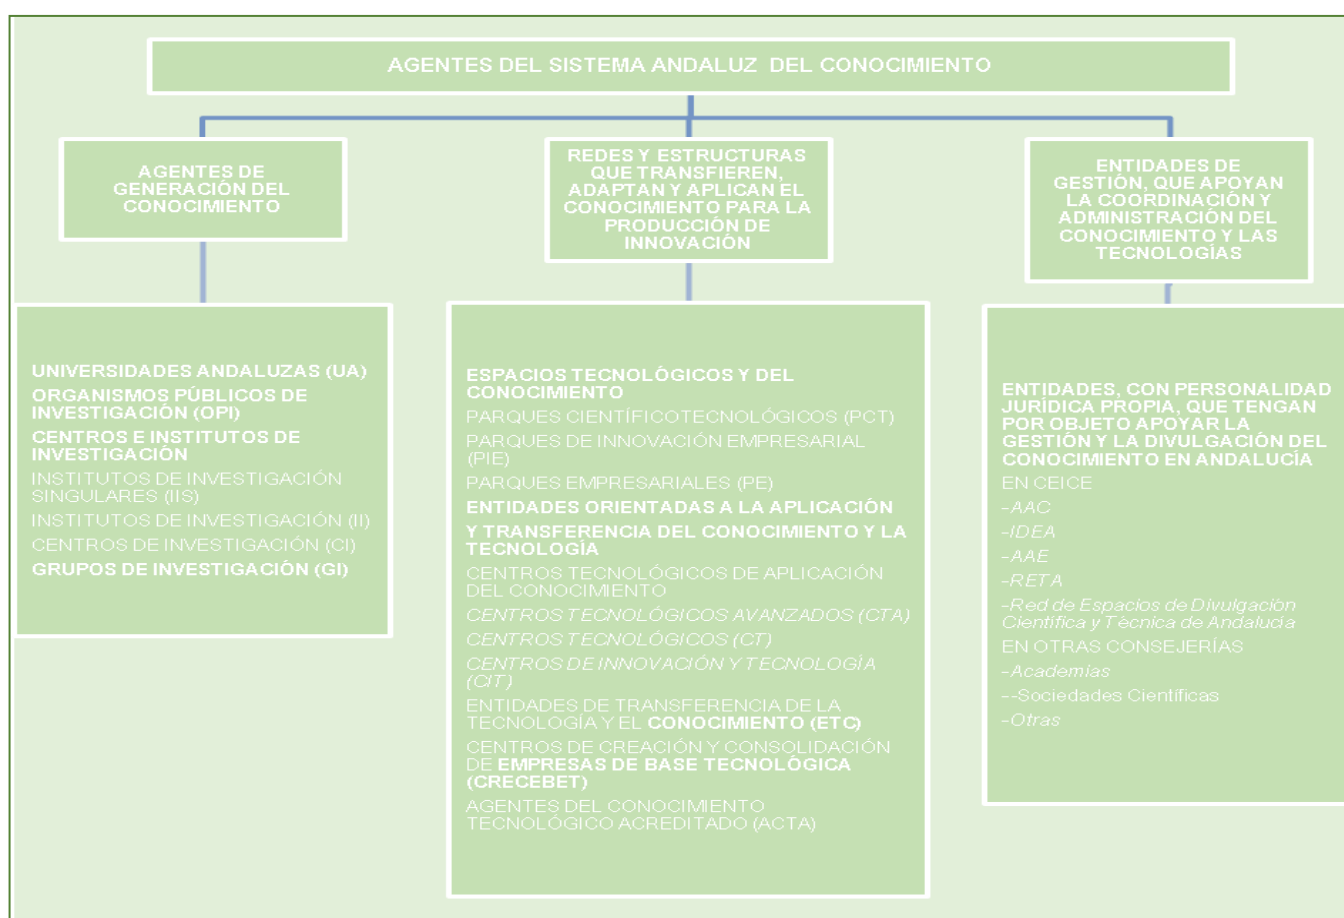 AGENTES DEL SISTEMA ANDALUZ DEL CONOCIMIENTO
AGENTES DE
GENERACIÓN DEL
CONOCIMIENTO
REDES Y ESTRUCTURAS
QUE TRANSFIEREN,
ADAPTAN Y APLICAN EL
CONOCIMIENTO PARA LA
PRODUCCIÓN DE
INNOVACIÓN
ENTIDADES DE
GESTIÓN, QUE APOYAN
LA COORDINACIÓN Y
ADMINISTRACIÓN DEL
CONOCIMIENTO Y LAS
TECNOLOGÍAS
UNIVERSIDADES ANDALUZAS (UA)
ORGANISMOS PÚBLICOS DE
INVESTIGACIÓN (OPI)
CENTROS E INSTITUTOS DE
INVESTIGACIÓN
INSTITUTOS DE INVESTIGACIÓN
SINGULARES (IIS)
INSTITUTOS DE INVESTIGACIÓN (II)
CENTROS DE INVESTIGACIÓN (CI)
GRUPOS DE INVESTIGACIÓN (GI)
ESPACIOS TECNOLÓGICOS Y DEL
CONOCIMIENTO
PARQUES CIENTÍFICOTECNOLÓGICOS (PCT)
PARQUES DE INNOVACIÓN EMPRESARIAL
(PIE)
PARQUES EMPRESARIALES (PE)
ENTIDADES ORIENTADAS A LA APLICACIÓN
Y TRANSFERENCIA DEL CONOCIMIENTO Y LA
TECNOLOGÍA
CENTROS TECNOLÓGICOS DE APLICACIÓN
DEL CONOCIMIENTO
CENTROS TECNOLÓGICOS AVANZADOS (CTA)
CENTROS TECNOLÓGICOS (CT)
CENTROS DE INNOVACIÓN Y TECNOLOGÍA
(CIT)
ENTIDADES DE TRANSFERENCIA DE LA
TECNOLOGÍA Y EL CONOCIMIENTO (ETC)
CENTROS DE CREACIÓN Y CONSOLIDACIÓN
DE EMPRESAS DE BASE TECNOLÓGICA
(CRECEBET)
AGENTES DEL CONOCIMIENTO
TECNOLÓGICO ACREDITADO (ACTA)
ENTIDADES, CON PERSONALIDAD
JURÍDICA PROPIA, QUE TENGAN
POR OBJETO APOYAR LA
GESTIÓN Y LA DIVULGACIÓN DEL
CONOCIMIENTO EN ANDALUCÍA
EN CEICE
-AAC
-IDEA
-AAE
-RETA
-Red de Espacios de Divulgación
Científica y Técnica de Andalucía
EN OTRAS CONSEJERÍAS
-Academias
--Sociedades Científicas
-Otras